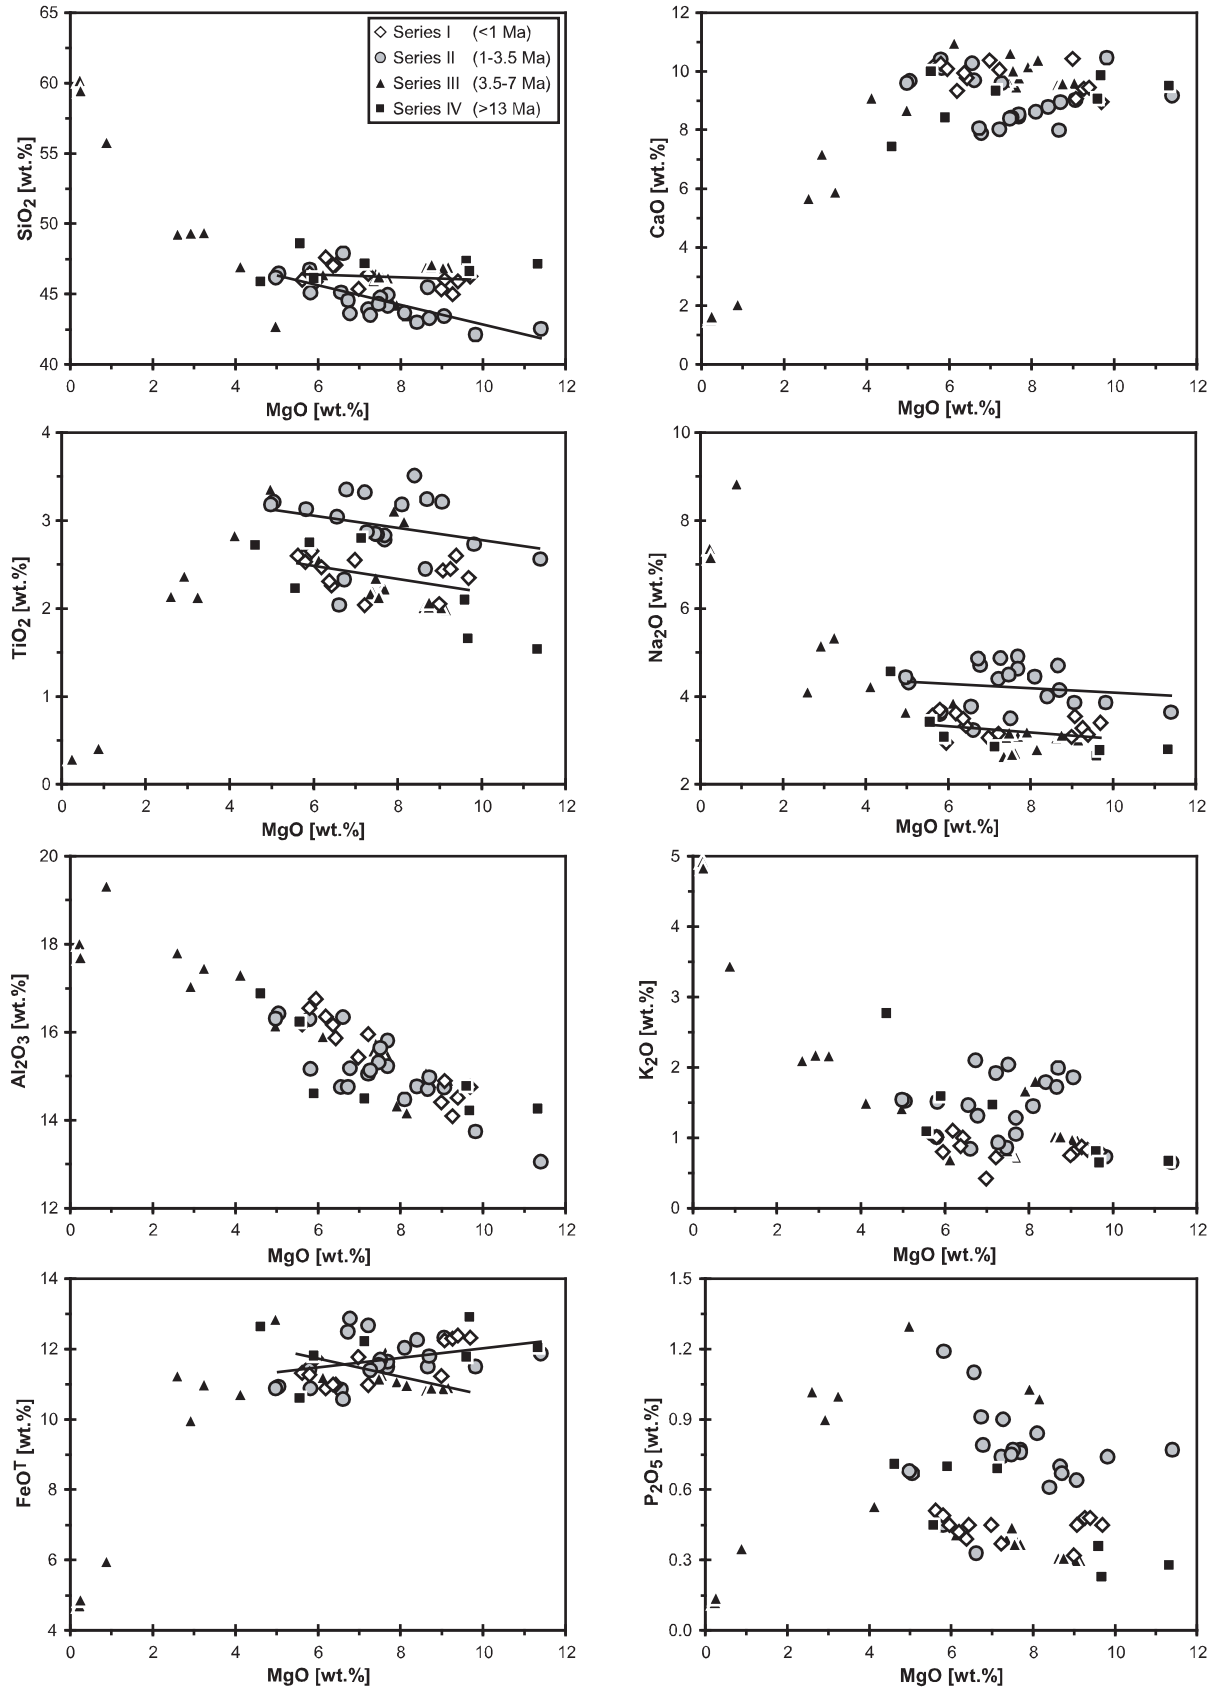 65
60
55
50
45
40
SiO2 [wt.%]
Series I (<1 Ma)
Series II (1-3.5 Ma)
Series III (3.5-7 Ma)
Series IV (>13 Ma)
0 2 4 6 8 10 12
MgO [wt.%]
12
10
8
6
4
2
0
CaO [wt.%]
0 2 4 6 8 10 12
MgO [wt.%]
4
3
2
1
0
TiO2 [wt.%]
0 2 4 6 8 10 12
MgO [wt.%]
10
8
6
4
2
Na2O [wt.%]
0 2 4 6 8 10 12
MgO [wt.%]
20
18
16
14
12
Al2O3 [wt.%]
0 2 4 6 8 10 12
MgO [wt.%]
5
4
3
2
1
0
K2O [wt.%]
0 2 4 6 8 10 12
MgO [wt.%]
14
12
10
8
6
4
FeOT [wt.%]
0 2 4 6 8 10 12
MgO [wt.%]
1.5
1.2
0.9
0.6
0.3
0.0
P2O5 [wt.%]
0 2 4 6 8 10 12
MgO [wt.%]